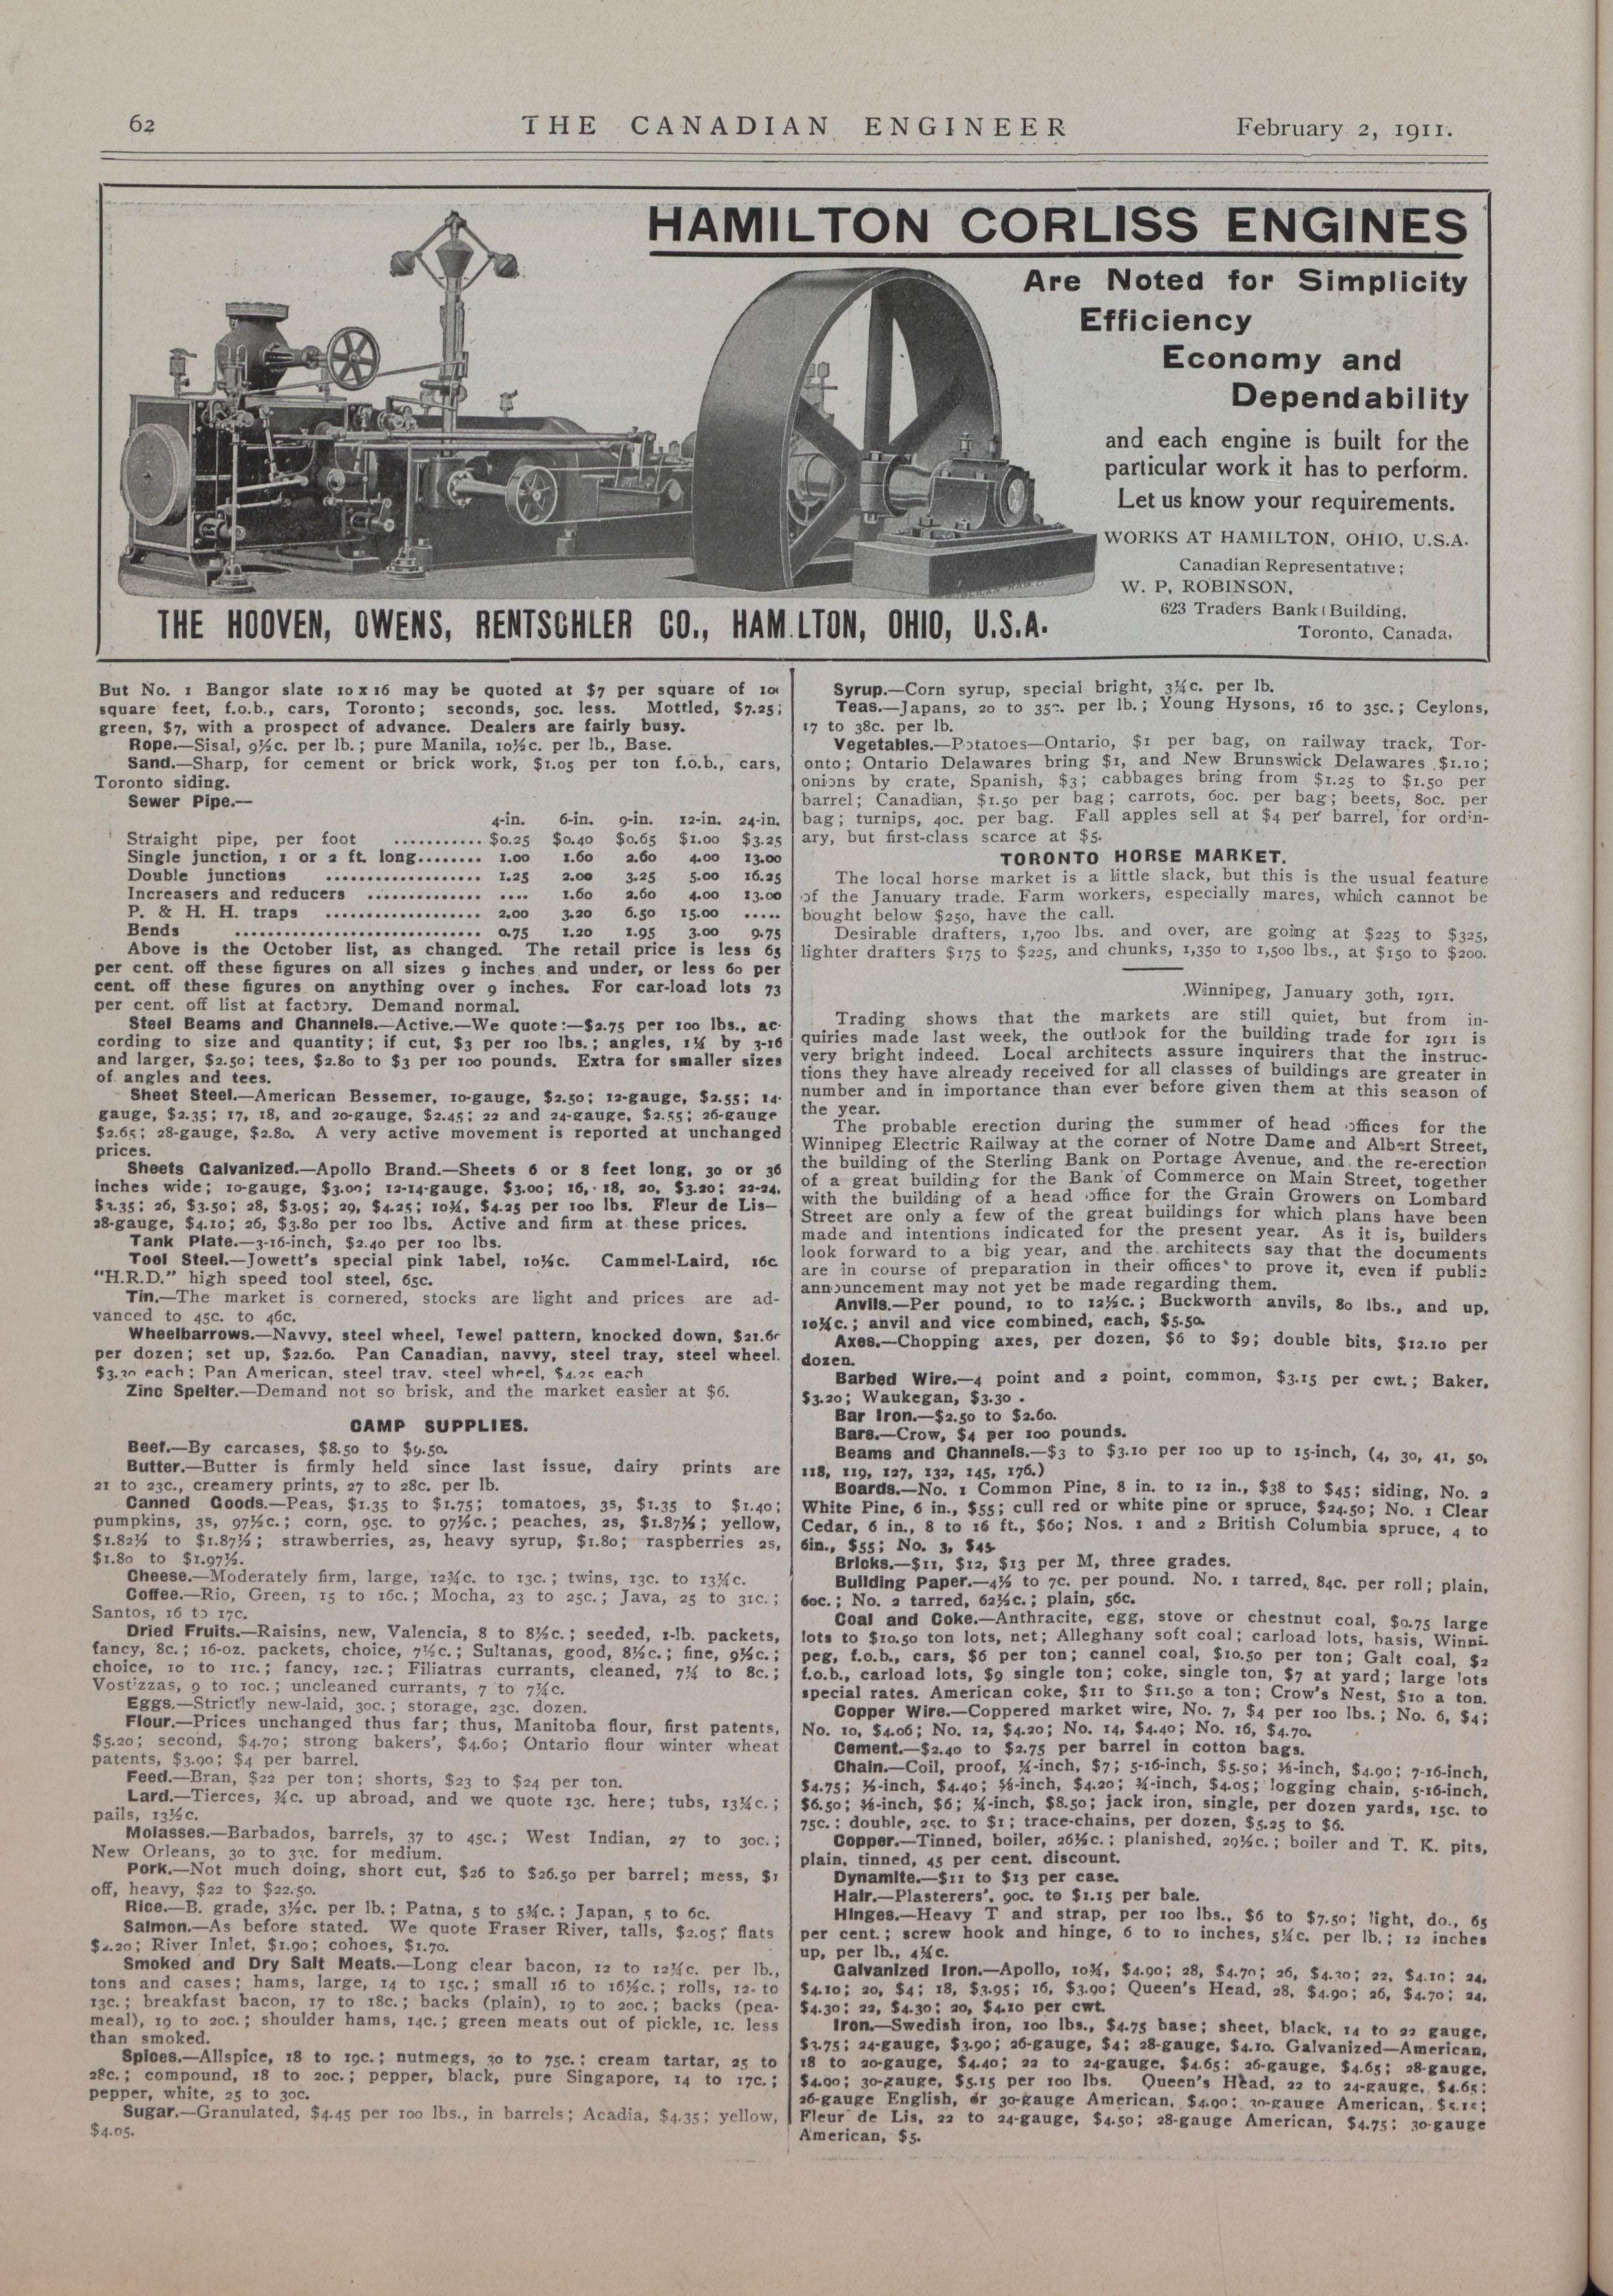 62
THE CANADIAN ENGINEER
February 2, 1911.
HAMILTON CORLISS ENGINES
Are Noted for Simplicity
Efficiency
Economy and
Dependability
and each engine is built for the
particular work it has to perform.
Let us know your requirements.
WORKS AT HAMILTON, OHIO, U.S.A.
Canadian Representative;
W. P. ROBINSON,
623 Traders Bank Building,
Toronto, Canada,
THE HOOVEN, OWENS, RENTSCHLER CO., HAM LTON, OHIO, U.S.A.
But No. 1 Bangor slate 10 x 16 may be quoted at $7 per square of
square feet, f.o.b., cars, Toronto; seconds, 50c. less. Mottled, $7.25;
green, $7, with a prospect of advance. Dealers are fairly busy.
Rope.—Sisal, 9½c. per lb.; pure Manila, 10½c. per lb., Base.
Sand.—Sharp, for cement or brick work, $1.05 per ton f.o.b., cars,
Toronto siding.
Sewer Pipe.—
4-in. 6-in. 9-in. 12-in. 24-in.
Straight pipe, per foot ........... $0.25 $0.40 $0.65 $1.00 $3.25
Single junction, 1 or 2 ft. long........ 1.00 1.60 2.60 4.00 13.00
Double junctions .................. 1.25 2.00 3.25 5.00 16.25
Increasers and reducers ............. .... 1.60 2.60 4.00 13.00
P. & H. H. traps .................. 2.00 3.20 6.50 15.00 .....
Bends ............................. 0.75 1.20 1.95 3.00 9.75
Above is the October list, as changed. The retail price is less 65
per cent. off these figures on all sizes 9 inches and under, or less 60 per
cent. off these figures on anything over 9 inches. For car-load lots 73
per cent. off list at factory. Demand normal.
Steel Beams and Channels.—Active.—We quote:—$2.75 per 100 lbs., ac-
cording to size and quantity; if cut, $3 per 100 lbs.; angles, 1¼ by 3-16
and larger, $2.50; tees, $2.80 to $3 per 100 pounds. Extra for smaller sizes
of angles and tees.
Sheet Steel.—American Bessemer, 10-gauge, $2.50; 12-gauge, $2.55; 14-
gauge, $2.35; 17, 18, and 20-gauge, $2.45; 22 and 24-gauge, $2.55; 26-gauge
$2.65; 28-gauge, $2.80. A very active movement is reported at unchanged
prices.
Sheets Galvanized.—Apollo Brand.—Sheets 6 or 8 feet long, 30 or 36
inches wide; 10-gauge, $3.00; 12-14-gauge, $3.00; 16, 18, 20, $3.20; 22-24,
$3.35; 26, $3.50; 28, $3.95; 29, $4.25; 10¾, $4.25 per 100 lbs. Fleur de Lis—
28-gauge, $4.10; 26, $3.80 per 100 lbs. Active and firm at these prices.
Tank Plate.—3-16-inch, $2.40 per 100 lbs.
Tool Steel.—Jowett's special pink label, 10½c. Cammel-Laird, 16c
"H.R.D." high speed tool steel, 65c.
Tin.—The market is cornered, stocks are light and prices are ad-
vanced to 45c. to 46c.
Wheelbarrows.—Navvy, steel wheel, Jewel pattern, knocked down,
per dozen; set up, $22.60. Pan Canadian, navvy, steel tray, steel wheel,
each; Pan American, steel tray, steel wheel, $4.25 each
Zinc Spelter.—Demand not so brisk, and the market easier at $6.
CAMP SUPPLIES.
Beef.—By carcases, $8.50 to $9.50.
Butter.—Butter is firmly held since last issue, dairy prints are
21 to 23c., creamery prints, 27 to 28c. per lb.
Canned Goods.—Peas, $1.35 to $1.75; tomatoes, 3s, $1.35 to $1.40;
pumpkins, 3s, 97½c.; corn, 95c. to 97½c.; peaches, 2s, $1.87½; yellow,
$1.82½ to $1.87½; strawberries, 2s, heavy syrup, $1.80; raspberries 2s,
$1.80 to $1.97½.
Cheese.—Moderately firm, large, 12¾c. to 13c.; twins, 13c. to 13¼c.
Coffee.—Rio, Green, 15 to 16c.; Mocha, 23 to 25c.; Java, 25 to 31c.;
Santos, 16 to 17c.
Dried Fruits.—Raisins, new, Valencia, 8 to 8½c.; seeded, 1-lb. packets,
fancy, 8c.; 16-oz. packets, choice, 7½c.; Sultanas, good, 8½c.; fine, 9½c.;
choice, 10 to 11c.; fancy, 12c.; Filiatras currants, cleaned, 7¼ to 8c.;
Vostizzas, 9 to 10c.; uncleaned currants, 7 to 7¼c.
Eggs.—Strictly new-laid, 30c.; storage, 23c. dozen.
Flour.—Prices unchanged thus far; thus, Manitoba flour, first patents,
$5.20; second, $4.70; strong bakers', $4.60; Ontario flour winter wheat
patents, $3.90; $4 per barrel.
Feed.—Bran, $22 per ton; shorts, $23 to $24 per ton.
Lard.—Tierces, ¾c. up abroad, and we quote 13c. here; tubs, 13¼c.;
pails, 13½c.
Molasses.—Barbados, barrels, 37 to 45c.; West Indian, 27 to 30c.;
New Orleans, 30 to 33c. for medium.
Pork.—Not much doing, short cut, $26 to $26.50 per barrel; mess, $1
off, heavy, $22 to $22.50.
Rice.—B. grade, 3½c. per lb.; Patna, 5 to 5¾c.; Japan, 5 to 6c.
Salmon.—As before stated. We quote Fraser River, talls, $2.05; flats
$2.20; River Inlet, $1.90; cohoes, $1.70.
Smoked and Dry Salt Meats.—Long clear bacon, 12 to 12¼c. per lb.,
tons and cases; hams, large, 14 to 15c.; small 16 to 16½c.; rolls, 12 to
13c.; breakfast bacon, 17 to 18c.; backs (plain), 19 to 20c.; backs (pea-
meal), 19 to 20c.; shoulder hams, 14c.; green meats out of pickle, 1c. less
than smoked.
Spices.—Allspice, 18 to 19c.; nutmegs, 30 to 75c.; cream tartar, 25 to
28c.; compound, 18 to 20c.; pepper, black, pure Singapore, 14 to 17c.;
pepper, white, 25 to 30c.
Sugar.—Granulated, $4.45 per 100 lbs., in barrels; Acadia, $4.35; yellow,
$4.05.
Syrup.—Corn syrup, special bright, 3¼c. per lb.
Teas.—Japans, 20 to 35c. per lb.; Young Hysons, 16 to 35c.; Ceylons,
17 to 38c. per lb.
Vegetables.—Potatoes—Ontario, $1 per bag, on railway track, Tor-
onto; Ontario Delawares bring $1, and New Brunswick Delawares $1.10;
onions by crate, Spanish, $3; cabbages bring from $1.25 to $1.50 per
barrel; Canadian, $1.50 per bag; carrots, 60c. per bag; beets, 80c. per
bag; turnips, 40c. per bag. Fall apples sell at $4 per barrel, for ordin-
ary, but first-class scarce at $5.
TORONTO HORSE MARKET.
The local horse market is a little slack, but this is the usual feature
of the January trade. Farm workers, especially mares, which cannot be
bought below $250, have the call.
Desirable drafters, 1,700 lbs. and over, are going at $225 to $325,
lighter drafters $175 to $225, and chunks, 1,350 to 1,500 lbs., at $150 to $200.
Winnipeg, January 30th, 1911.
Trading shows that the markets are still quiet, but from in-
quiries made last week, the outlook for the building trade for 1911 is
very bright indeed. Local architects assure inquirers that the instruc-
tions they have already received for all classes of buildings are greater in
number and in importance than ever before given them at this season of
the year.
The probable erection during the summer of head offices for the
Winnipeg Electric Railway at the corner of Notre Dame and Albert Street,
the building of the Sterling Bank on Portage Avenue, and the re-erection
of a great building for the Bank of Commerce on Main Street, together
with the building of a head office for the Grain Growers on Lombard
Street are only a few of the great buildings for which plans have been
made and intentions indicated for the present year. As it is, builders
look forward to a big year, and the architects say that the documents
are in course of preparation in their offices to prove it, even if public
announcement may not yet be made regarding them.
Anvils.—Per pound, 10 to 12½c.; Buckworth anvils, 80 lbs., and up,
10¼c.; anvil and vice combined, each, $5.50.
Axes.—Chopping axes, per dozen, $6 to $9; double bits, $12.10 per
dozen.
Barbed Wire.—4 point and 2 point, common, $3.15 per cwt.; Baker,
$3.20; Waukegan, $3.30.
Bar Iron.—$2.50 to $2.60.
Bars.—Crow, $4 per 100 pounds.
Beams and Channels.—$3 to $3.10 per 100 up to 15-inch, (4, 30, 41, 50,
118, 119, 127, 132, 145, 176.)
Boards.—No. 1 Common Pine, 8 in. to 12 in., $38 to $45; siding, No. 2
White Pine, 6 in., $55; cull red or white pine or spruce, $24.50; No. 1 Clear
Cedar, 6 in., 8 to 16 ft., $60; Nos. 1 and 2 British Columbia spruce, 4 to
6in., $55; No. 3, $45.
Bricks.—$11, $12, $13 per M, three grades.
Building Paper.—4½ to 7c. per pound. No. 1 tarred, 84c. per roll; plain,
60c.; No. 2 tarred, 62½c.; plain, 56c.
Coal and Coke.—Anthracite, egg, stove or chestnut coal, $9.75 large
lots to $10.50 ton lots, net; Alleghany soft coal; carload lots, basis, Winni-
peg, f.o.b., cars, $6 per ton; cannel coal, $10.50 per ton; Galt coal, $2
f.o.b., carload lots, $9 single ton; coke, single ton, $7 at yard; large lots
special rates. American coke, $11 to $11.50 a ton; Crow's Nest, $10 a ton.
Copper Wire.—Coppered market wire, No. 7, $4 per 100 lbs.; No. 6, $4;
No. 10, $4.06; No. 12, $4.20; No. 14, $4.40; No. 16, $4.70.
Cement.—$2.40 to $2.75 per barrel in cotton bags.
Chain.—Coil, proof, ¼-inch, $7; 5-16-inch, $5.50; ⅜-inch, $4.90; 7-16-inch,
$4.75; ½-inch, $4.40; ⅝-inch, $4.20; ¾-inch, $4.05; logging chain, 5-16-inch,
$6.50; ⅜-inch, $6; ¼-inch, $8.50; jack iron, single, per dozen yards, 15c. to
75c.; double, 25c. to $1; trace-chains, per dozen, $5.25 to $6.
Copper.—Tinned, boiler, 26½c.; planished, 29½c.; boiler and T. K. pits,
plain, tinned, 45 per cent. discount.
Dynamite.—$11 to $13 per case.
Hair.—Plasterers', 90c. to $1.15 per bale.
Hinges.—Heavy T and strap, per 100 lbs., $6 to $7.50; light, do., 65
per cent.; screw hook and hinge, 6 to 10 inches, 5¼c. per lb.; 12 inches
up, per lb., 4¼c.
Galvanized Iron.—Apollo, 10¾, $4.90; 28, $4.70; 26, $4.30; 22, $4.10; 24,
$4.10; 20, $4; 18, $3.95; 16, $3.90; Queen's Head, 28, $4.90; 26, $4.70; 24,
$4.30; 22, $4.30; 20, $4.10 per cwt.
Iron.—Swedish iron, 100 lbs., $4.75 base; sheet, black, 14 to 22 gauge,
$3.75; 24-gauge, $3.90; 26-gauge, $4; 28-gauge, $4.10. Galvanized—American,
18 to 20-gauge, $4.40; 22 to 24-gauge, $4.65; 26-gauge, $4.65; 28-gauge,
$4.90; 30-gauge, $5.15 per 100 lbs. Queen's Head, 22 to 24-gauge, $4.65;
26-gauge English, or 30-gauge American, $4.90; 30-gauge American, $5.15;
Fleur de Lis, 22 to 24-gauge, $4.50; 28-gauge American, $4.75; 30-gauge
American, $5.